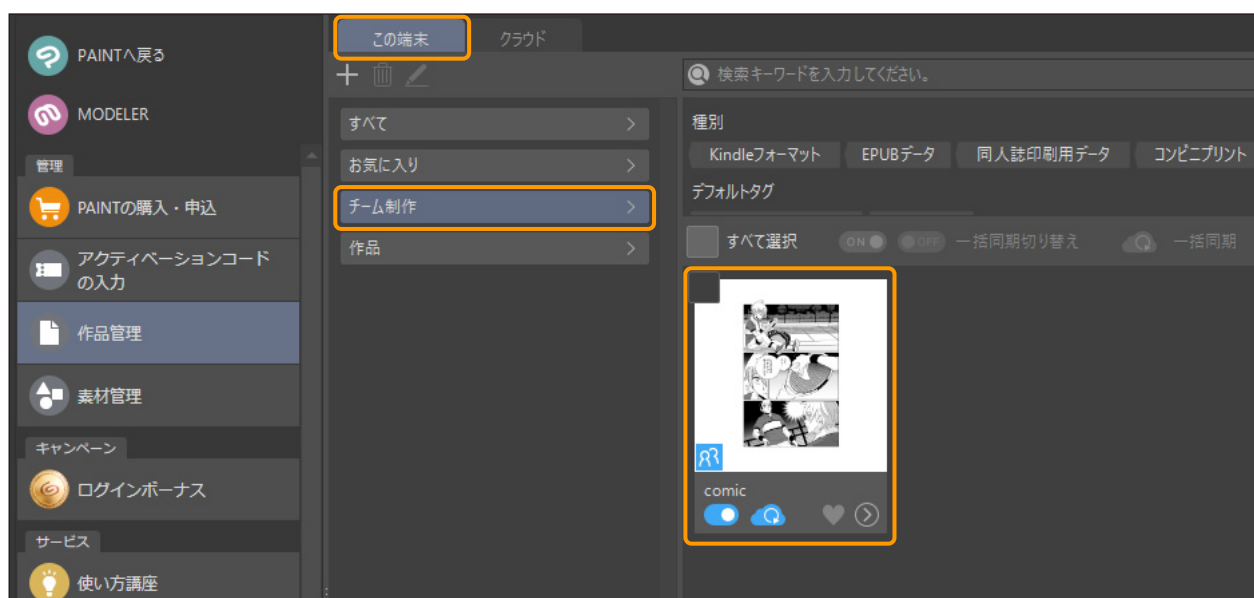 この端末
クラウド
PAINTへ戻る
検索キーワードを入力してください。
MODELER
すべて
種別
管理
お気に入り
Kindleフォーマット EPUBデータ 同人誌印刷用データ コンビニプリント
PAINTの購入・申込
チーム制作
デフォルトタグ
作品
すべて選択 ON OFF 一括同期切り替え 一括同期
アクティベーションコード
の入力
作品管理
素材管理
キャンペーン
ログインボーナス
comic
サービス
使い方講座